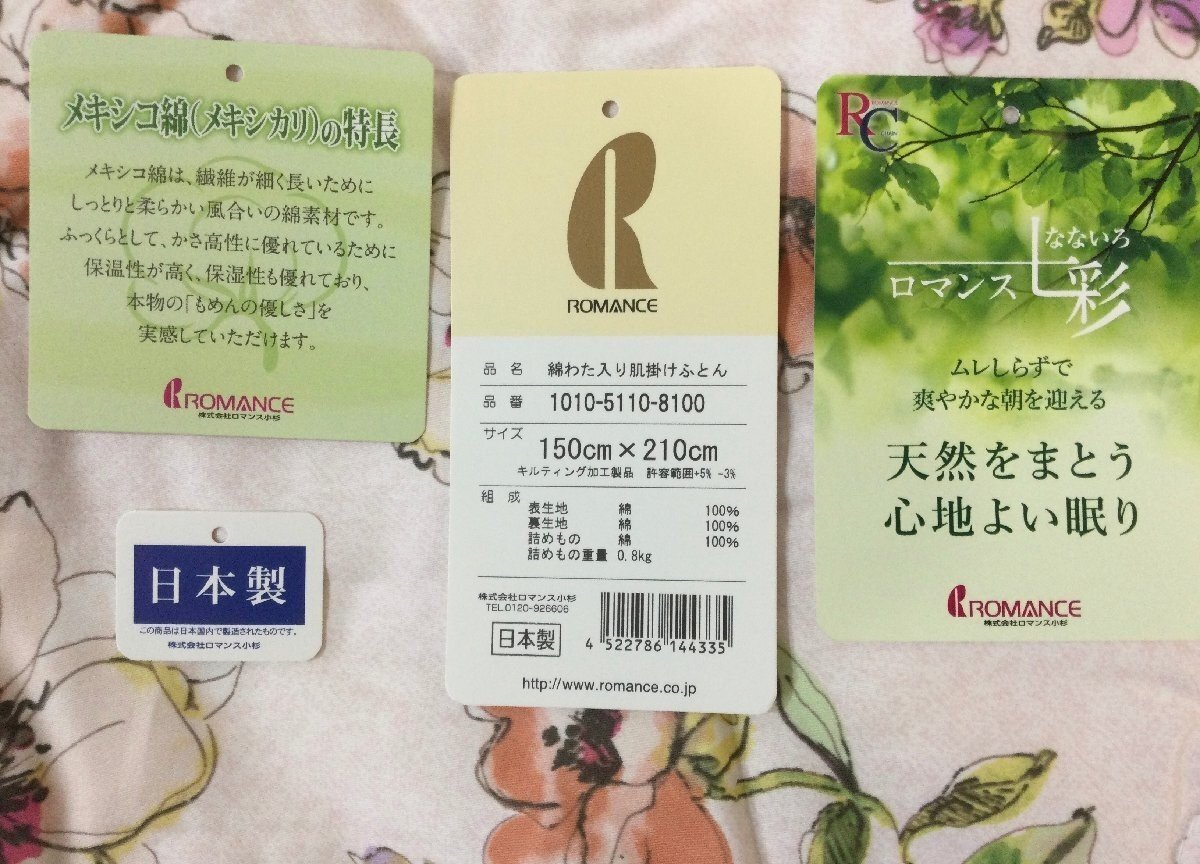 メキシコ綿(メキシカリ)の特長
メキシコ綿は、繊維が細く長いために
しっとりと柔らかい風合いの綿素材です。
ふっくらとして、かさ高性に優れているために
保温性が高く、保湿性も優れており、
本物の「もめんの優しさ」を
実感していただけます。
ROMANCE
株式会社ロマンス小杉
日本製
この商品は日本国内で製造されたものです。
株式会社ロマンス小杉
R
ROMANCE
品名 綿わた入り肌掛けふとん
品番 1010-5110-8100
サイズ 150cm×210cm
キルティング加工製品 許容範囲+5% -3%
組成
表生地 綿 100%
裏生地 綿 100%
詰めもの 綿 100%
詰めもの重量 0.8kg
株式会社ロマンス小杉
TEL.0120-926606
日本製
4 522786 144335
http://www.romance.co.jp
RC
ROMANCE
CHAIN
なないろ
ロマンス七彩
ムレしらずで
爽やかな朝を迎える
天然をまとう
心地よい眠り
ROMANCE
株式会社ロマンス小杉